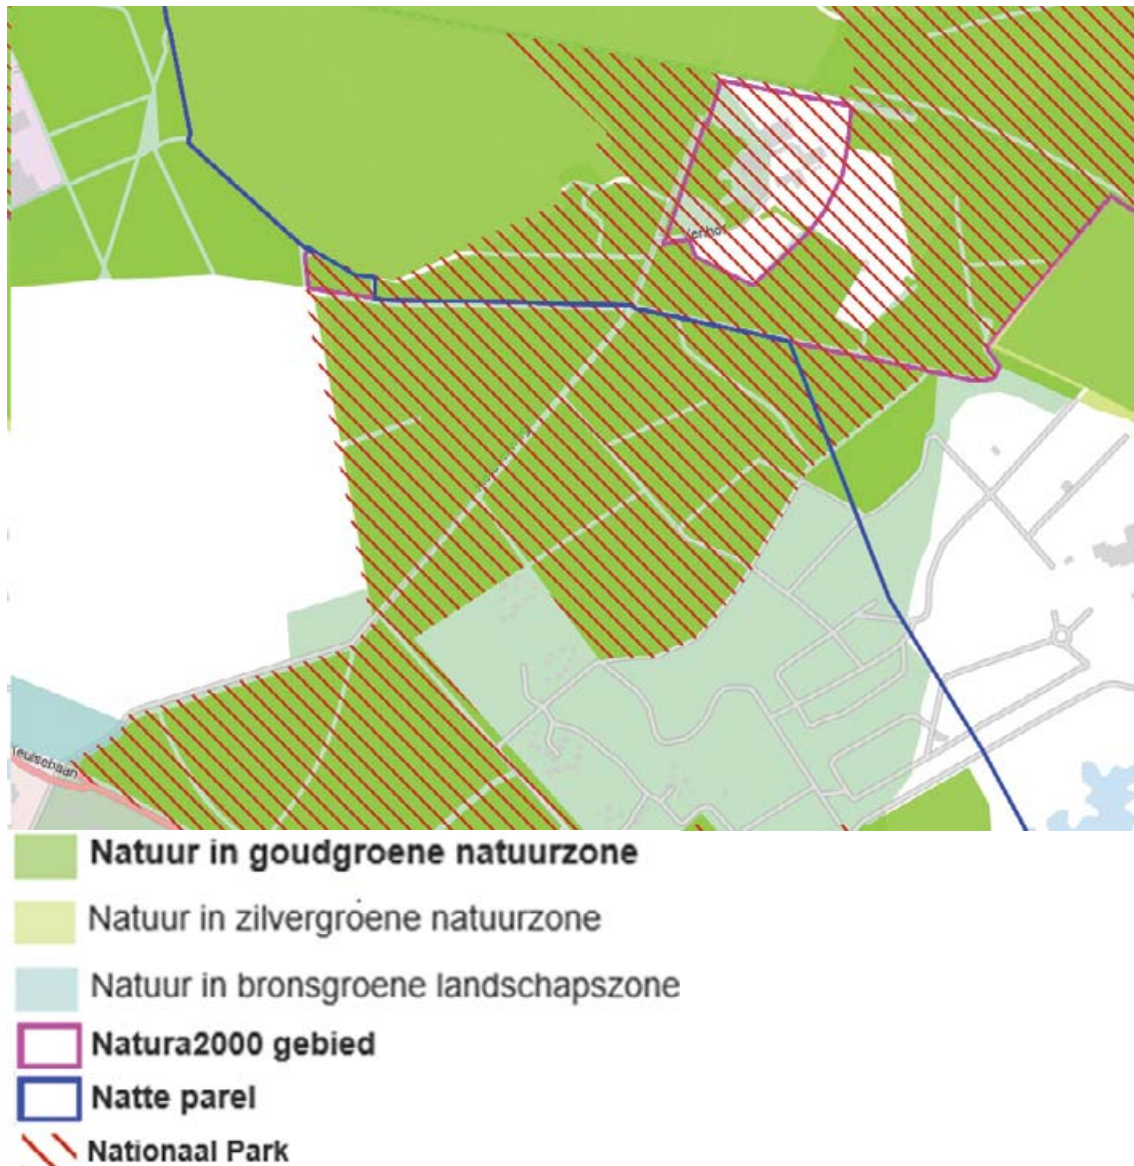 Natuur in goudgroene natuurzone
Natuur in zilvergroene natuurzone
Natuur in bronsgroene landschapszone
Natura2000 gebied
Natte parel
Nationaal Park